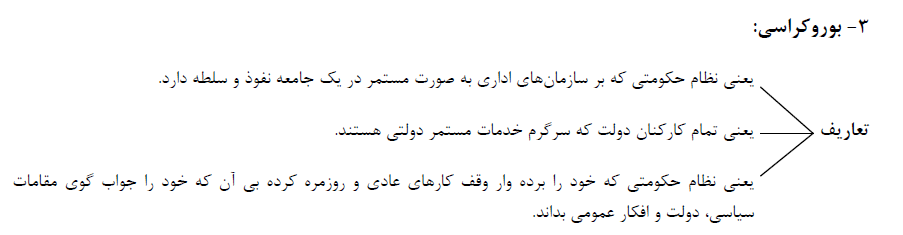 ۳- بوروکراسی:
یعنی نظام حکومتی که بر سازمان‌های اداری به صورت مستمر در یک جامعه نفوذ و سلطه دارد.
تعاریف
یعنی تمام کارکنان دولت که سرگرم خدمات مستمر دولتی هستند.
یعنی نظام حکومتی که خود را برده وار وقف کارهای عادی و روزمره کرده بی آن که خود را جواب گوی مقامات
سیاسی، دولت و افکار عمومی بداند.